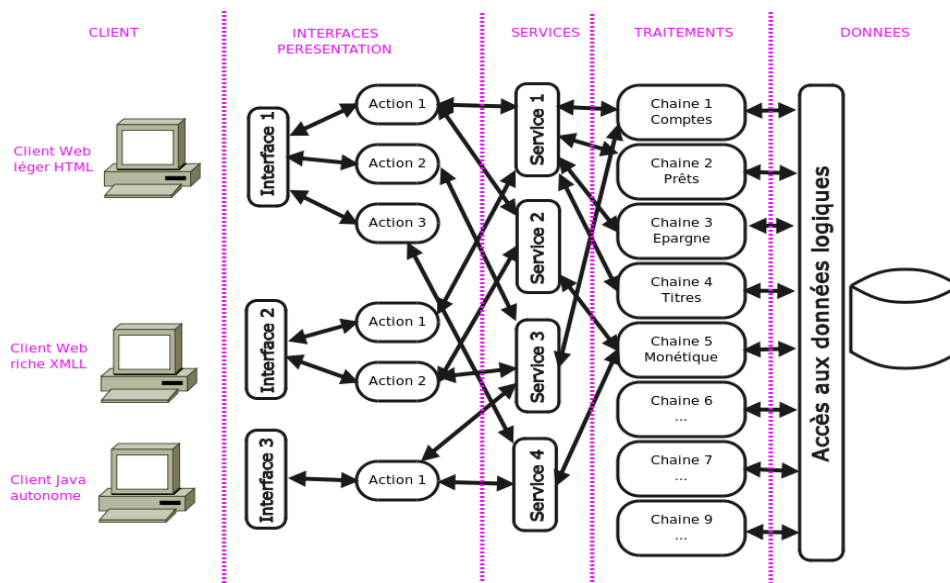 CLIENT
INTERFACES
PERESENTATION
SERVICES
TRAITEMENTS
DONNEES
Client Web
léger HTML
Client Web
riche XMLL
Client Java
autonome
Interface 1
Action 1
Action 2
Action 3
Interface 2
Action 1
Action 2
Interface 3
Action 1
Service 1
Service 2
Service 3
Service 4
Chaine 1
Comptes
Chaine 2
Prêts
Chaine 3
Epargne
Chaine 4
Titres
Chaine 5
Monétique
Chaine 6
...
Chaine 7
...
Chaine 9
...
Accès aux données logiques